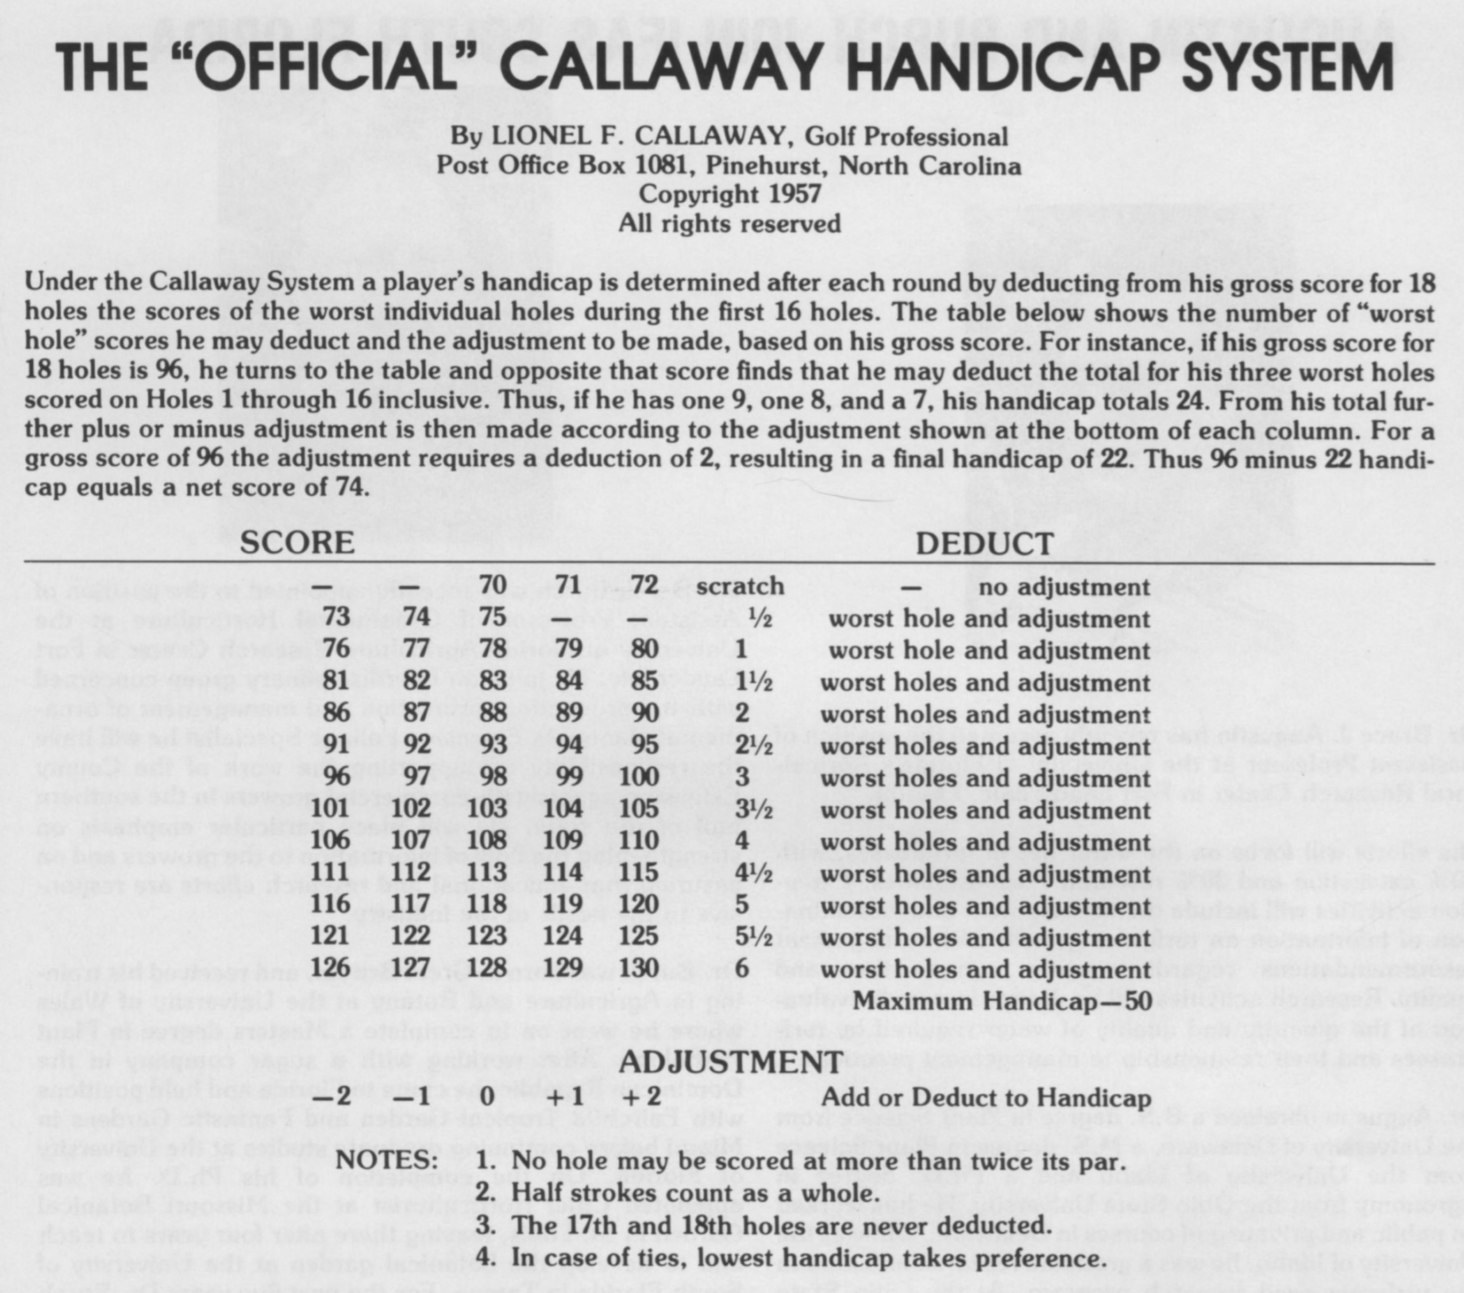 THE “OFFICIAL” CALLAWAY HANDICAP SYSTEM
By LIONEL F. CALLAWAY, Golf Professional
Post Office Box 1081, Pinehurst, North Carolina
Copyright 1957
All rights reserved
Under the Callaway System a player's handicap is determined after each round by deducting from his gross score for 18
holes the scores of the worst individual holes during the first 16 holes. The table below shows the number of “worst
hole” scores he may deduct and the adjustment to be made, based on his gross score. For instance, if his gross score for
18 holes is 96, he turns to the table and opposite that score finds that he may deduct the total for his three worst holes
scored on Holes 1 through 16 inclusive. Thus, if he has one 9, one 8, and a 7, his handicap totals 24. From his total fur-
ther plus or minus adjustment is then made according to the adjustment shown at the bottom of each column. For a
gross score of 96 the adjustment requires a deduction of 2, resulting in a final handicap of 22. Thus 96 minus 22 handi-
cap equals a net score of 74.
SCORE DEDUCT
— — 70 71 72 scratch — no adjustment
73 74 75 — — ½ worst hole and adjustment
76 77 78 79 80 1 worst hole and adjustment
81 82 83 84 85 1½ worst holes and adjustment
86 87 88 89 90 2 worst holes and adjustment
91 92 93 94 95 2½ worst holes and adjustment
96 97 98 99 100 3 worst holes and adjustment
101 102 103 104 105 3½ worst holes and adjustment
106 107 108 109 110 4 worst holes and adjustment
111 112 113 114 115 4½ worst holes and adjustment
116 117 118 119 120 5 worst holes and adjustment
121 122 123 124 125 5½ worst holes and adjustment
126 127 128 129 130 6 worst holes and adjustment
Maximum Handicap—50
ADJUSTMENT
−2 −1 0 +1 +2 Add or Deduct to Handicap
NOTES: 1. No hole may be scored at more than twice its par.
2. Half strokes count as a whole.
3. The 17th and 18th holes are never deducted.
4. In case of ties, lowest handicap takes preference.